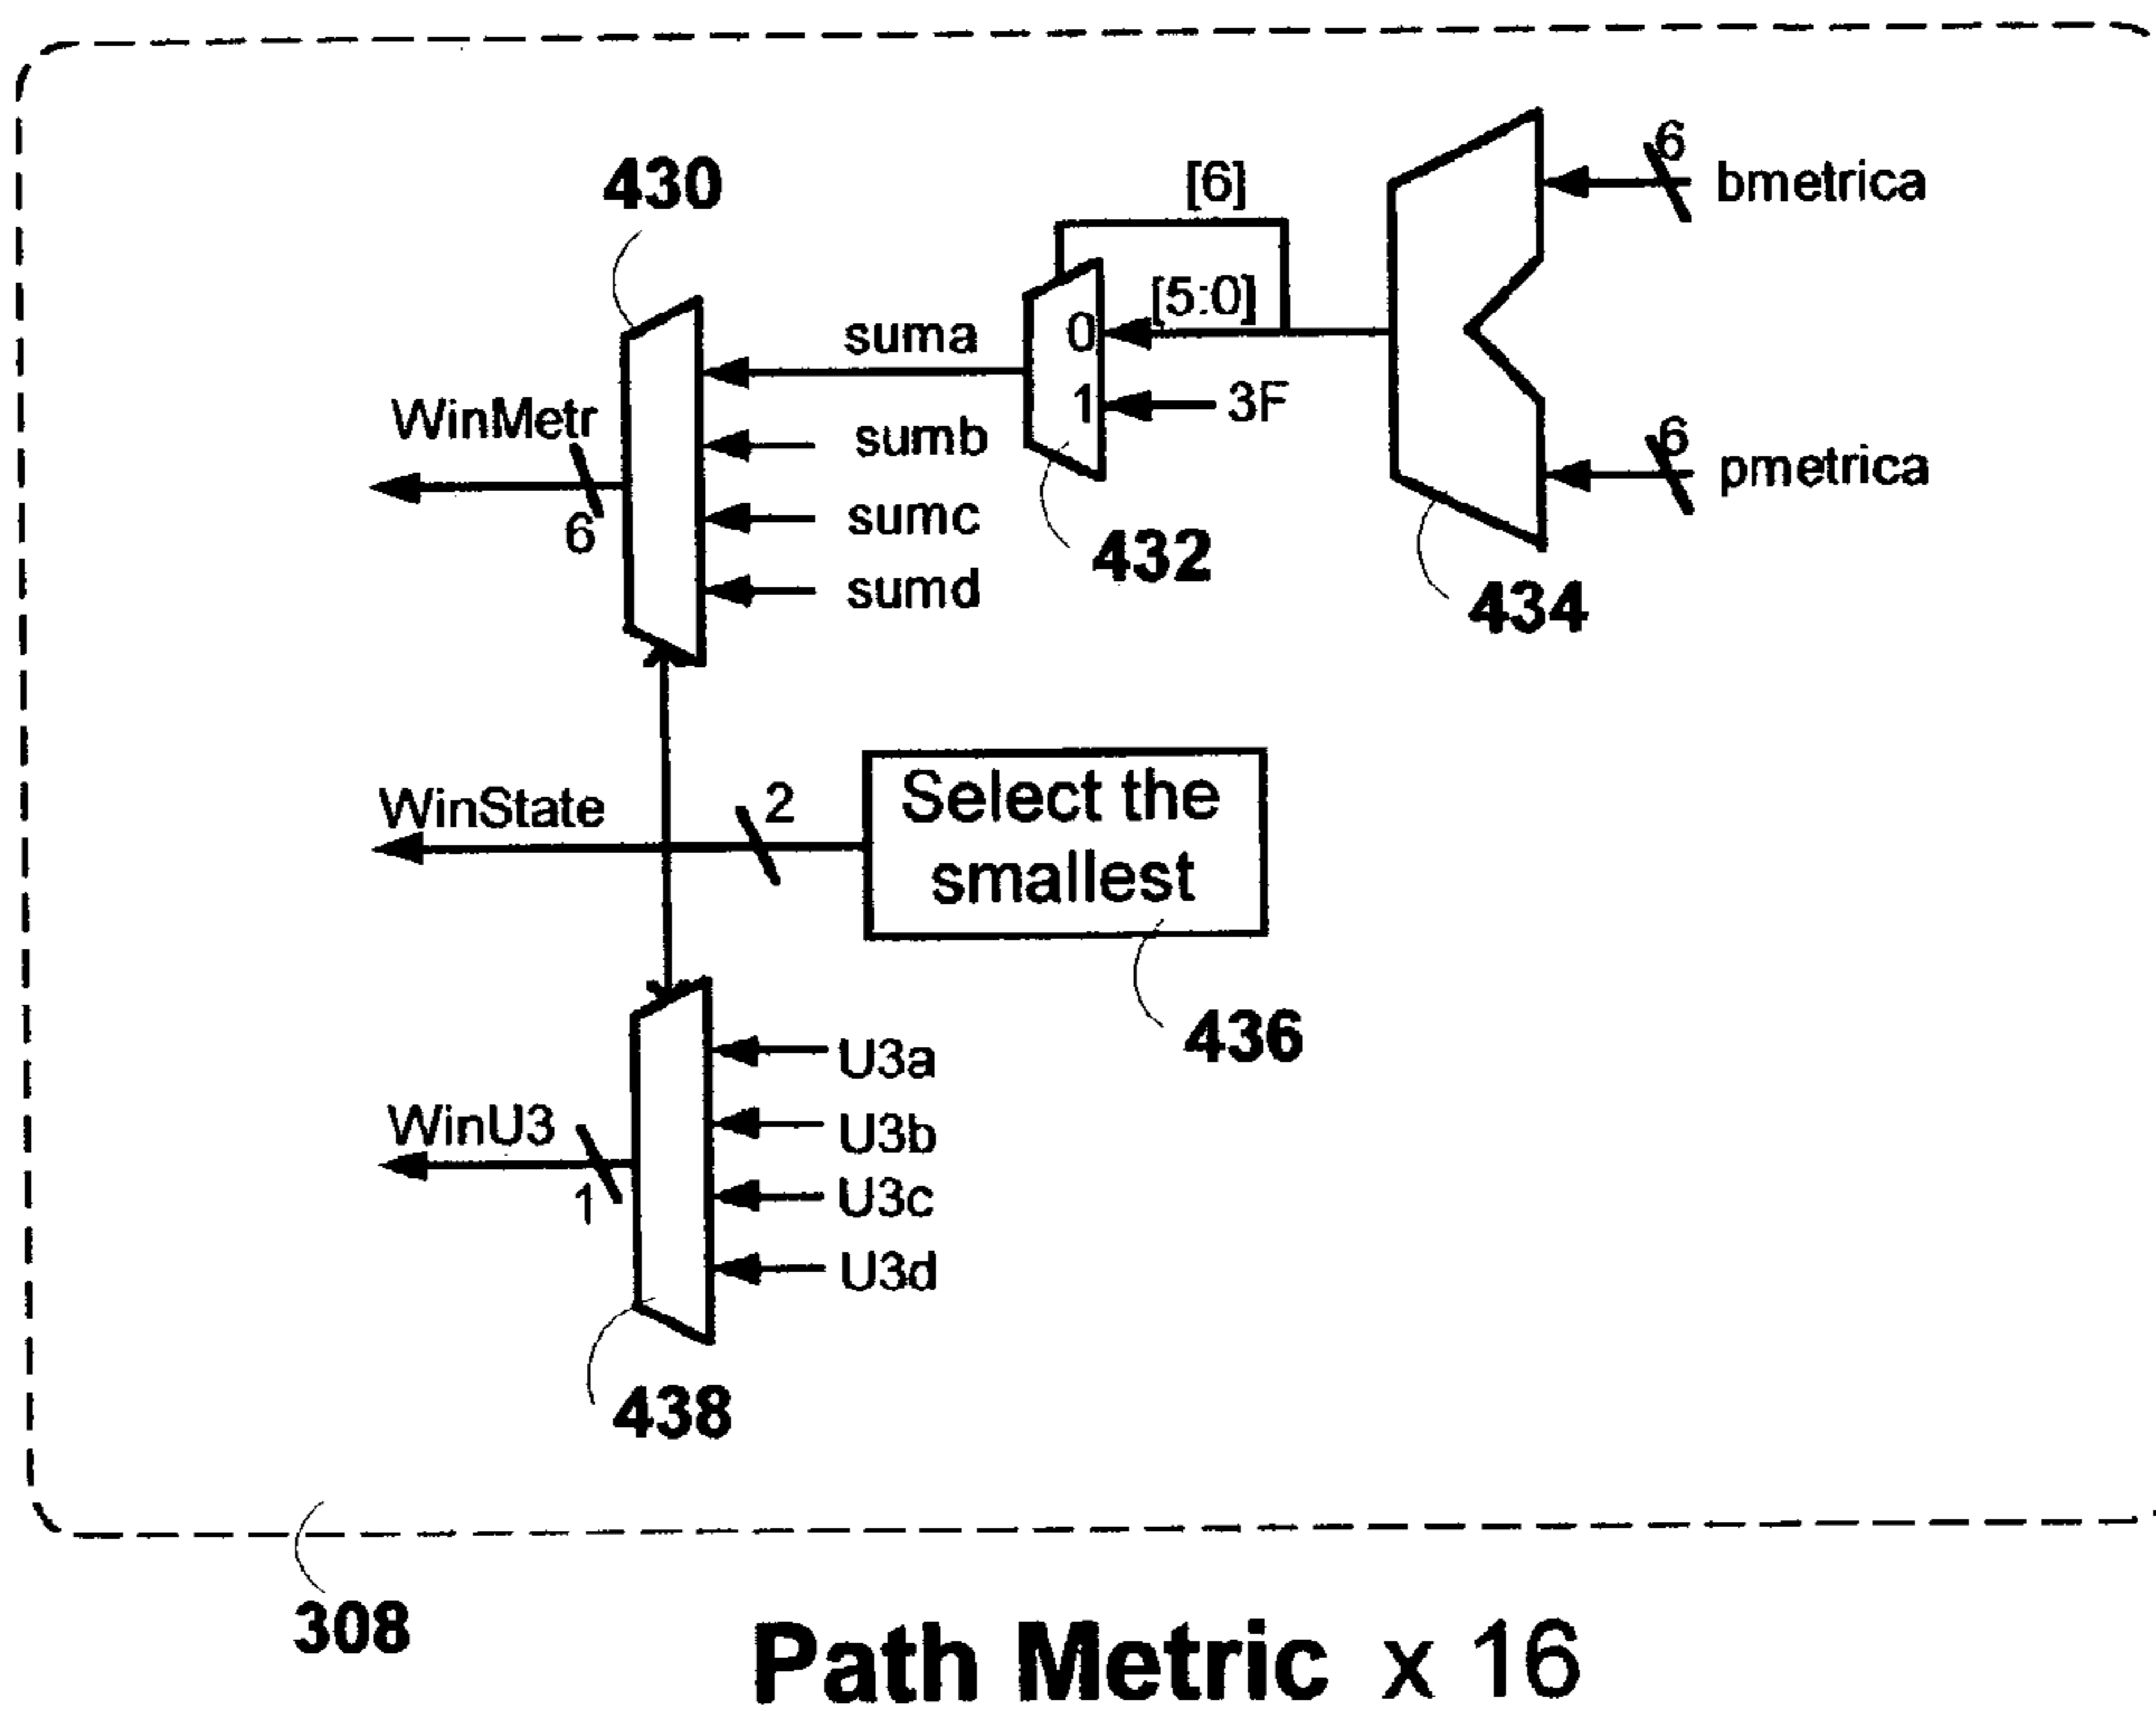 6
bmetrica
[6]
430
[5:0]
0
suma
1
3F
WinMetr
sumb
6
pmetrica
6
sumc
432
sumd
434
WinState
2
Select the
smallest
436
U3a
WinU3
U3b
1
U3c
U3d
438
308
Path Metric x 16